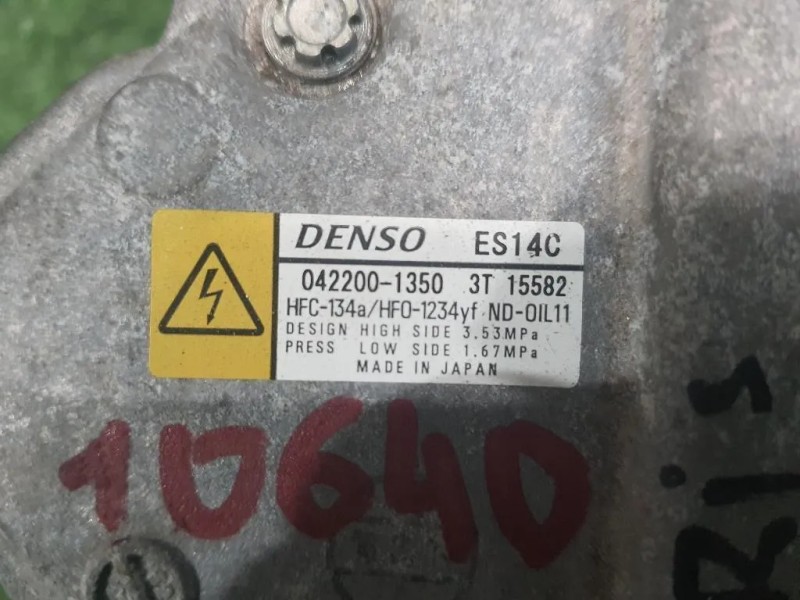 DENSO ES14C
042200-1350 3T 15582
HFC-134a/HFO-1234yf ND-OIL11
DESIGN HIGH SIDE 3.53MPa
PRESS LOW SIDE 1.67MPa
MADE IN JAPAN
10640
Ris